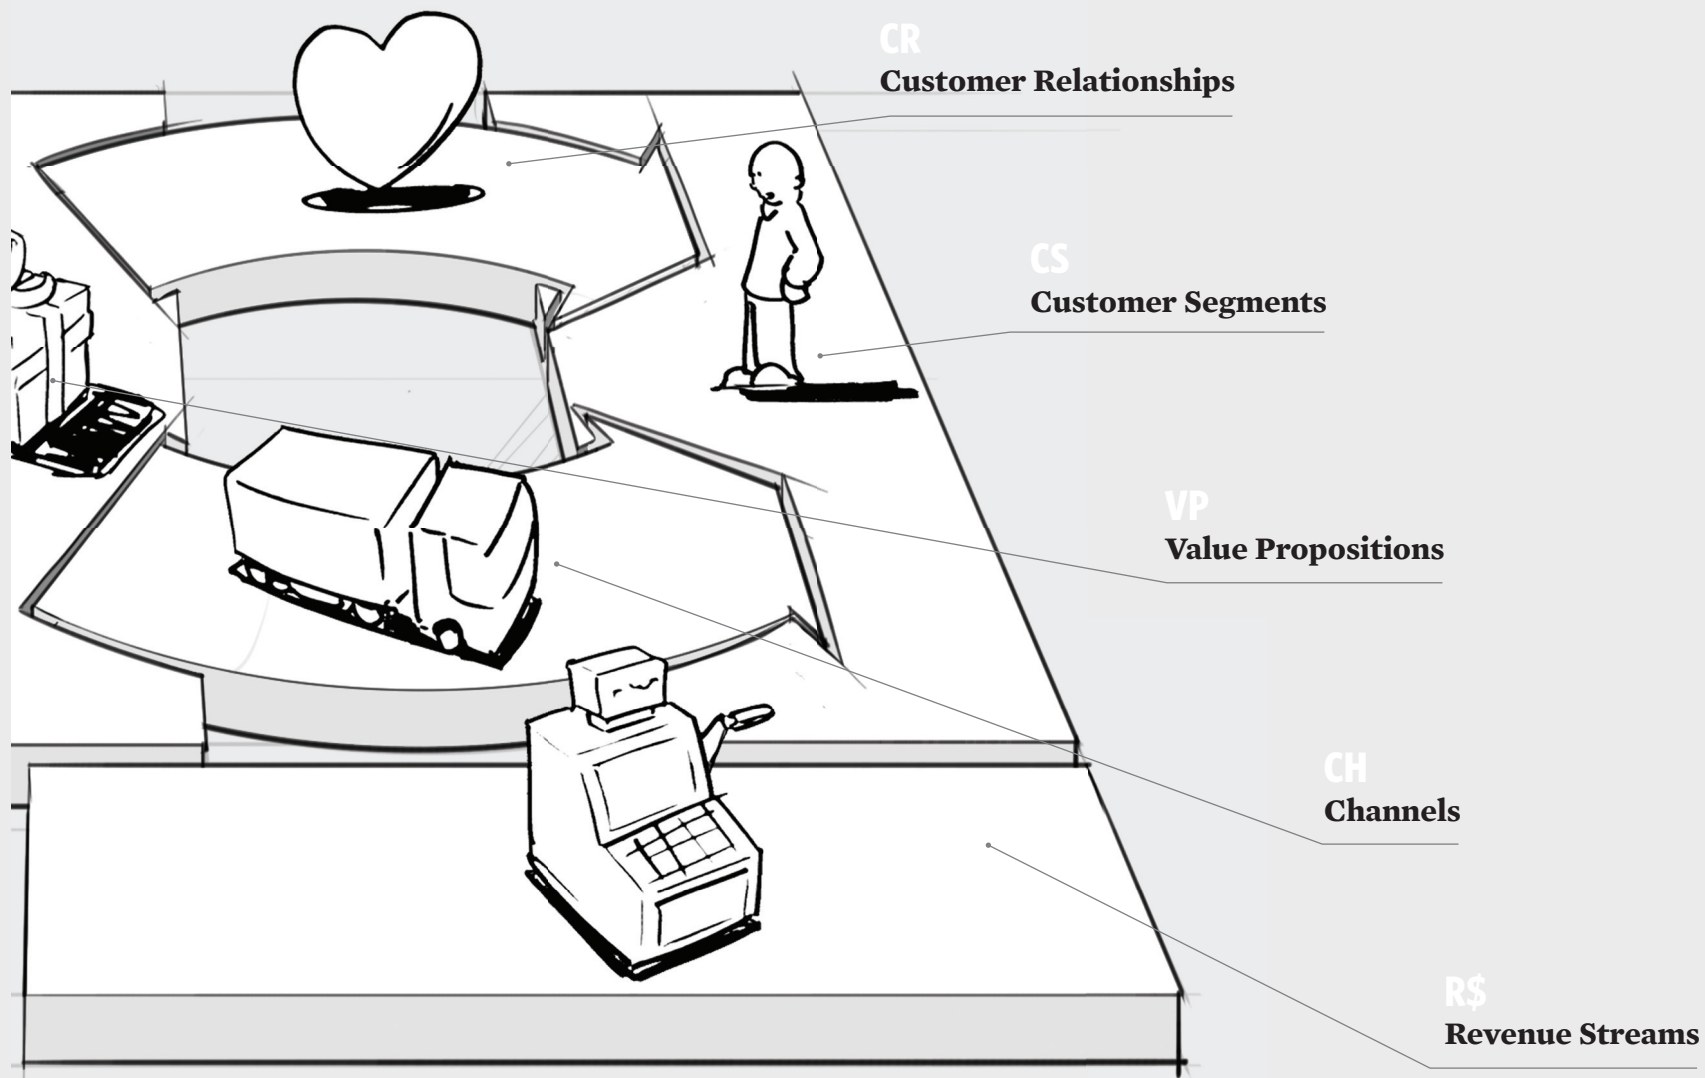 CR
Customer Relationships
CS
Customer Segments
VP
Value Propositions
CH
Channels
R$
Revenue Streams